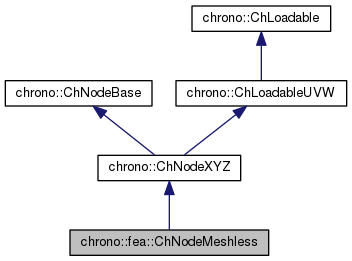 chrono::ChLoadable
chrono::ChNodeBase
chrono::ChLoadableUVW
chrono::ChNodeXYZ
chrono::fea::ChNodeMeshless